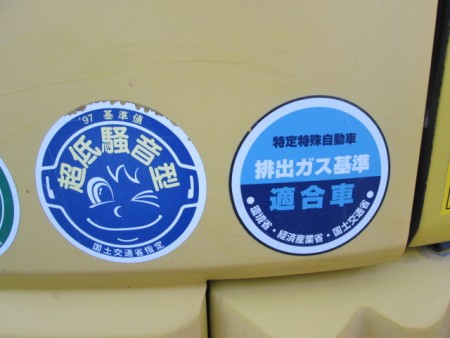 '97 基準値
超低騒音型
国土交通省指定
特定特殊自動車
排出ガス基準
適合車
・環境省・経済産業省・国土交通省・